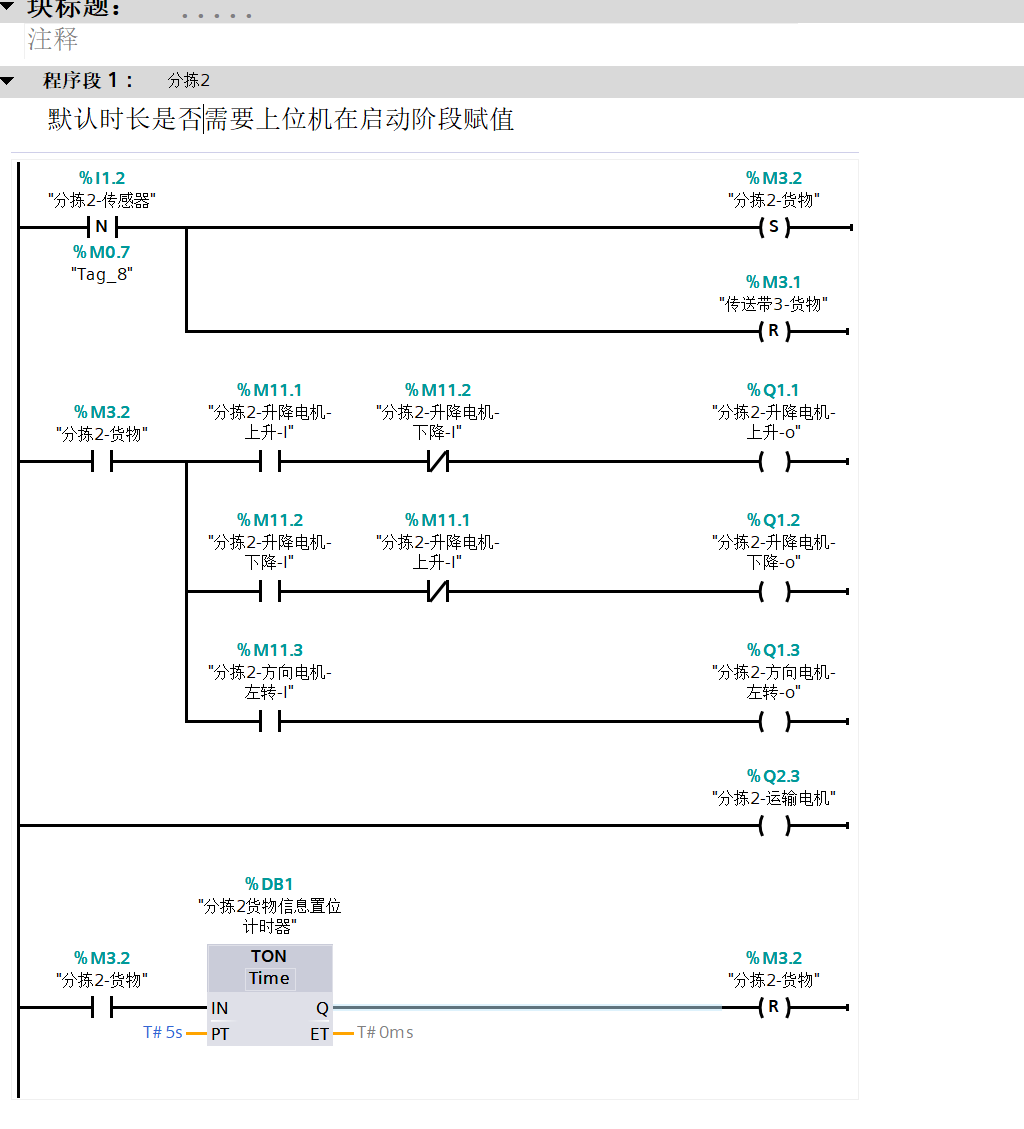 块标题：.....
注释
程序段 1： 分拣2
默认时长是否需要上位机在启动阶段赋值
%I1.2
"分拣2-传感器"
N
%M0.7
"Tag_8"
%M3.2
"分拣2-货物"
S
%M3.1
"传送带3-货物"
R
%M3.2
"分拣2-货物"
%M11.1
"分拣2-升降电机-
上升-I"
%M11.2
"分拣2-升降电机-
下降-I"
%Q1.1
"分拣2-升降电机-
上升-o"
%M11.2
"分拣2-升降电机-
下降-I"
%M11.1
"分拣2-升降电机-
上升-I"
%Q1.2
"分拣2-升降电机-
下降-o"
%M11.3
"分拣2-方向电机-
左转-I"
%Q1.3
"分拣2-方向电机-
左转-o"
%Q2.3
"分拣2-运输电机"
%DB1
"分拣2货物信息置位
计时器"
%M3.2
"分拣2-货物"
TON
Time
IN Q
T#5s PT ET T#0ms
%M3.2
"分拣2-货物"
R